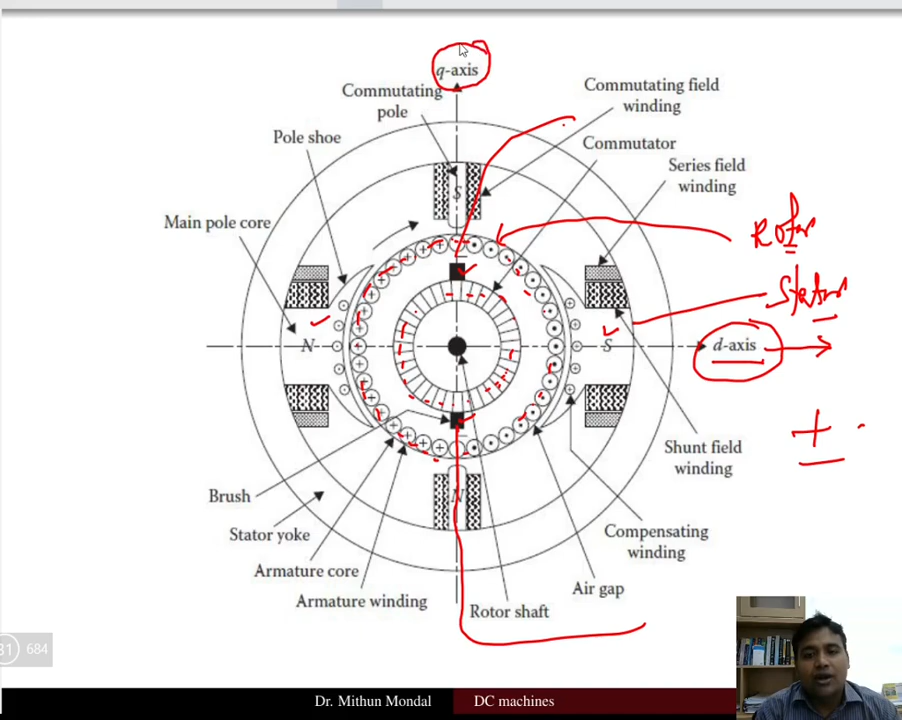 q-axis
Commutating
pole
Commutating field
winding
Pole shoe
Commutator
Series field
winding
Main pole core
S
Rotor
Stator
N
S
d-axis
+
Shunt field
winding
N
Brush
Stator yoke
Compensating
winding
Armature core
Air gap
Armature winding
Rotor shaft
31 684
Dr. Mithun Mondal
DC machines